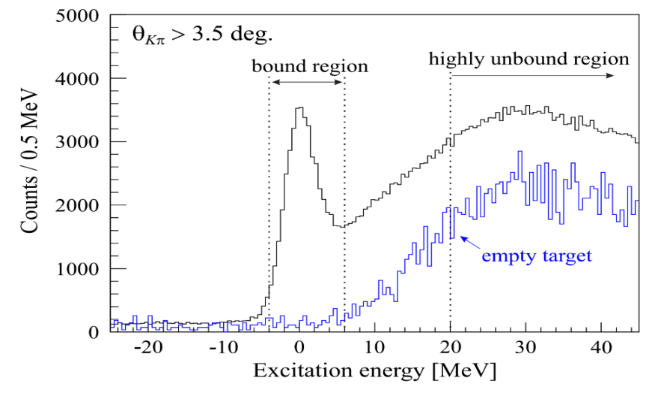 5000
θKπ > 3.5 deg.
bound region
highly unbound region
4000
3000
2000
1000
0
Counts / 0.5 MeV
empty target
-20 -10 0 10 20 30 40
Excitation energy [MeV]